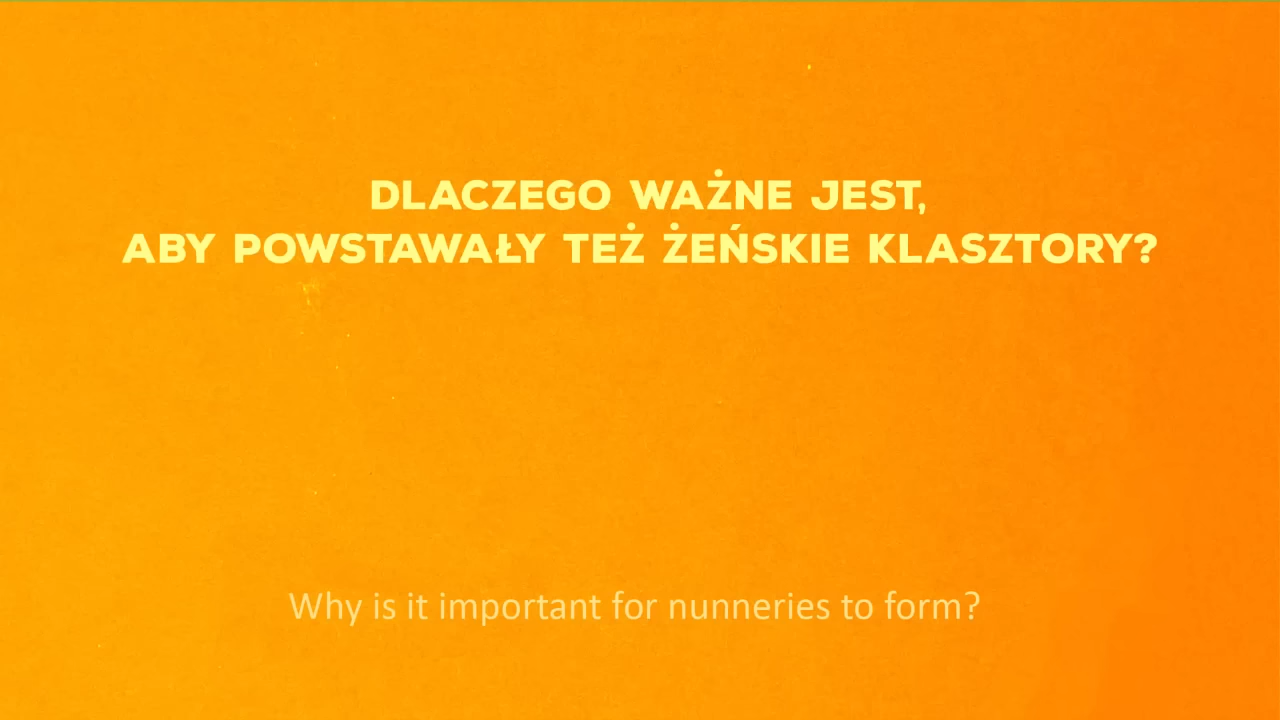 DLACZEGO WAŻNE JEST,
ABY POWSTAWAŁY TEŻ ŻEŃSKIE KLASZTORY?
Why is it important for nunneries to form?